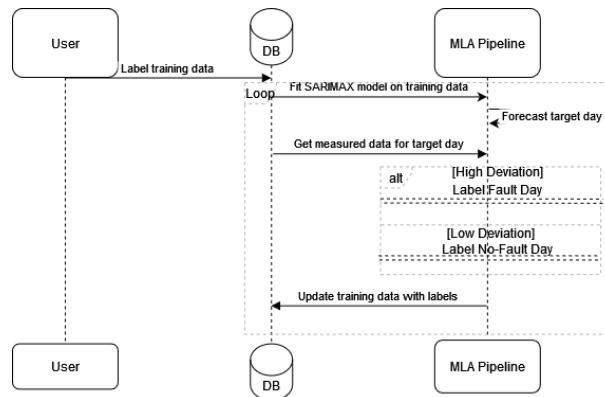 User
DB
MLA Pipeline
Label training data
Loop
Fit SARIMAX model on training data
Forecast target day
Get measured data for target day
alt
[High Deviation]
Label Fault Day
[Low Deviation]
Label No-Fault Day
Update training data with labels
User
DB
MLA Pipeline